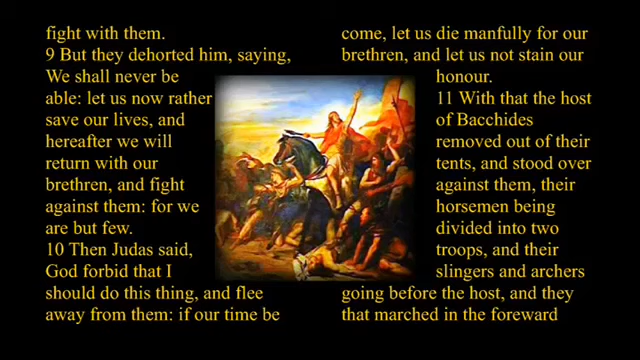 fight with them.
9 But they dehorted him, saying,
We shall never be
able: let us now rather
save our lives, and
hereafter we will
return with our
brethren, and fight
against them: for we
are but few.
10 Then Judas said,
God forbid that I
should do this thing, and flee
away from them: if our time be
come, let us die manfully for our
brethren, and let us not stain our
honour.
11 With that the host
of Bacchides
removed out of their
tents, and stood over
against them, their
horsemen being
divided into two
troops, and their
slingers and archers
going before the host, and they
that marched in the foreward